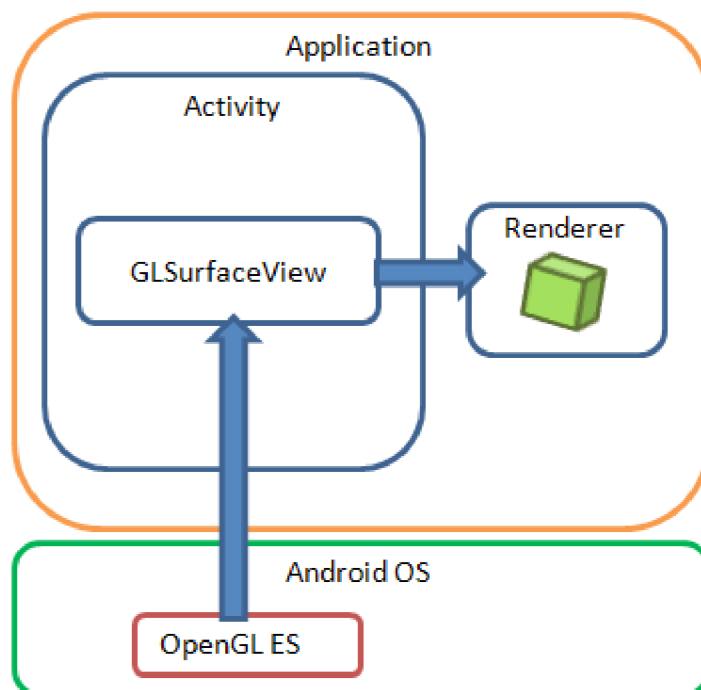 Application
Activity
Renderer
GLSurfaceView
Android OS
OpenGL ES